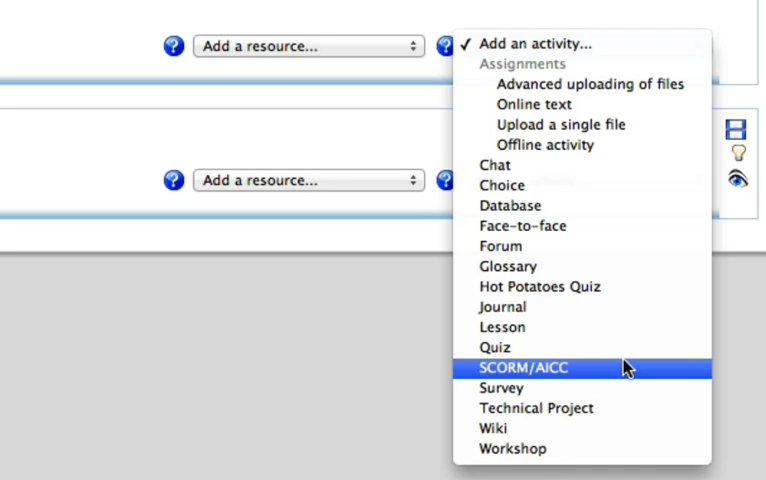 Add a resource...
✓ Add an activity...
Assignments
Advanced uploading of files
Online text
Upload a single file
Offline activity
Chat
Add a resource...
Choice
Database
Face-to-face
Forum
Glossary
Hot Potatoes Quiz
Journal
Lesson
Quiz
SCORM/AICC
Survey
Technical Project
Wiki
Workshop